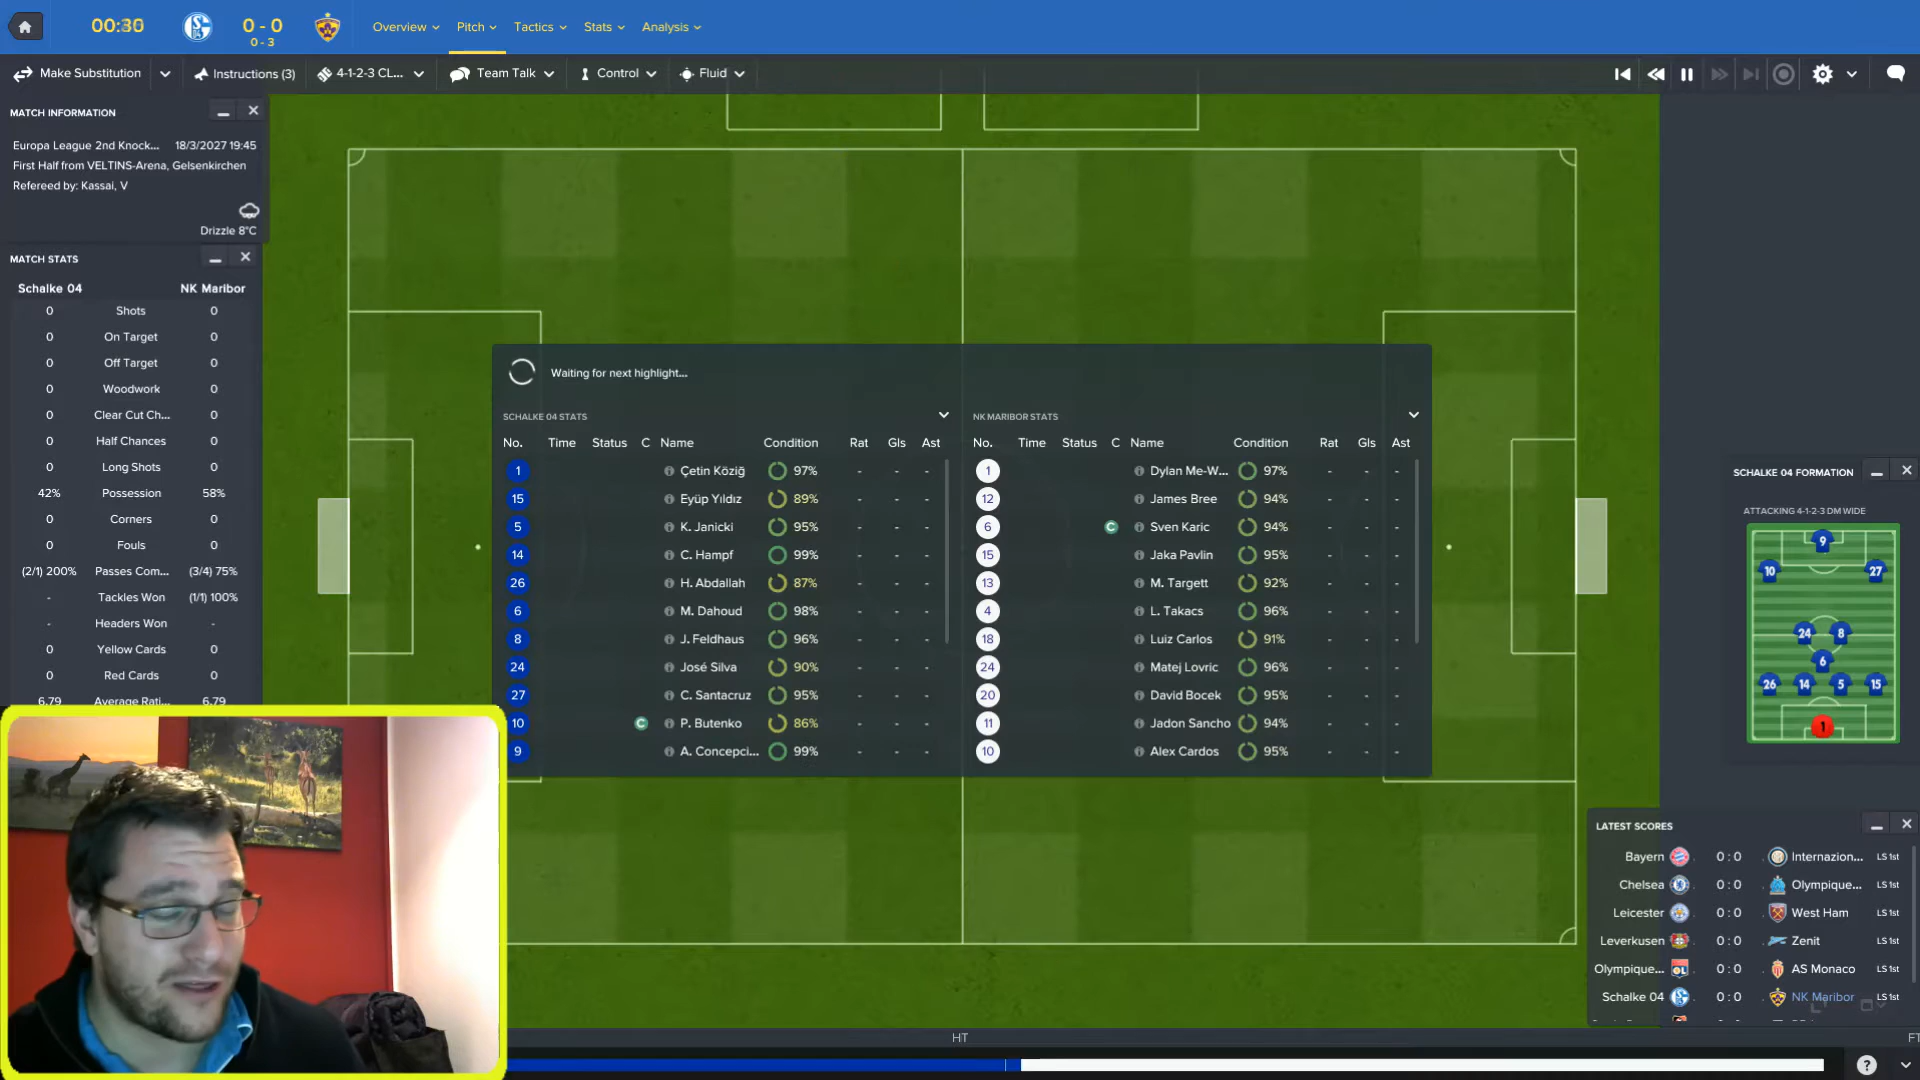 00:30
0 - 0
0 - 3
Overview
Pitch
Tactics
Stats
Analysis
Make Substitution
Instructions (3)
4-1-2-3 CL...
Team Talk
Control
Fluid
MATCH INFORMATION
Europa League 2nd Knock... 18/3/2027 19:45
First Half from VELTINS-Arena, Gelsenkirchen
Refereed by: Kassai, V
Drizzle 8°C
MATCH STATS
Schalke 04 NK Maribor
0 Shots 0
0 On Target 0
0 Off Target 0
0 Woodwork 0
0 Clear Cut Ch... 0
0 Half Chances 0
0 Long Shots 0
42% Possession 58%
0 Corners 0
0 Fouls 0
(2/1) 200% Passes Com... (3/4) 75%
- Tackles Won (1/1) 100%
- Headers Won -
0 Yellow Cards 0
0 Red Cards 0
6.79 Average Rati... 6.79
Waiting for next highlight...
SCHALKE 04 STATS
No. Time Status C Name Condition Rat Gls Ast
1 Çetin Köziğ 97% - - -
15 Eyüp Yıldız 89% - - -
5 K. Janicki 95% - - -
14 C. Hampf 99% - - -
26 H. Abdallah 87% - - -
6 M. Dahoud 98% - - -
8 J. Feldhaus 96% - - -
24 José Silva 90% - - -
27 C. Santacruz 95% - - -
10 C P. Butenko 86% - - -
9 A. Concepci... 99% - - -
NK MARIBOR STATS
No. Time Status C Name Condition Rat Gls Ast
1 Dylan Me-W... 97% - - -
12 James Bree 94% - - -
6 C Sven Karic 94% - - -
15 Jaka Pavlin 95% - - -
13 M. Targett 92% - - -
4 L. Takacs 96% - - -
18 Luiz Carlos 91% - - -
24 Matej Lovric 96% - - -
20 David Bocek 95% - - -
11 Jadon Sancho 94% - - -
10 Alex Cardos 95% - - -
SCHALKE 04 FORMATION
ATTACKING 4-1-2-3 DM WIDE
9
10 27
24 8
6
26 14 5 15
1
LATEST SCORES
Bayern 0 : 0 Internazion... LS 1st
Chelsea 0 : 0 Olympique... LS 1st
Leicester 0 : 0 West Ham LS 1st
Leverkusen 0 : 0 Zenit LS 1st
Olympique... 0 : 0 AS Monaco LS 1st
Schalke 04 0 : 0 NK Maribor LS 1st
HT
FT
?